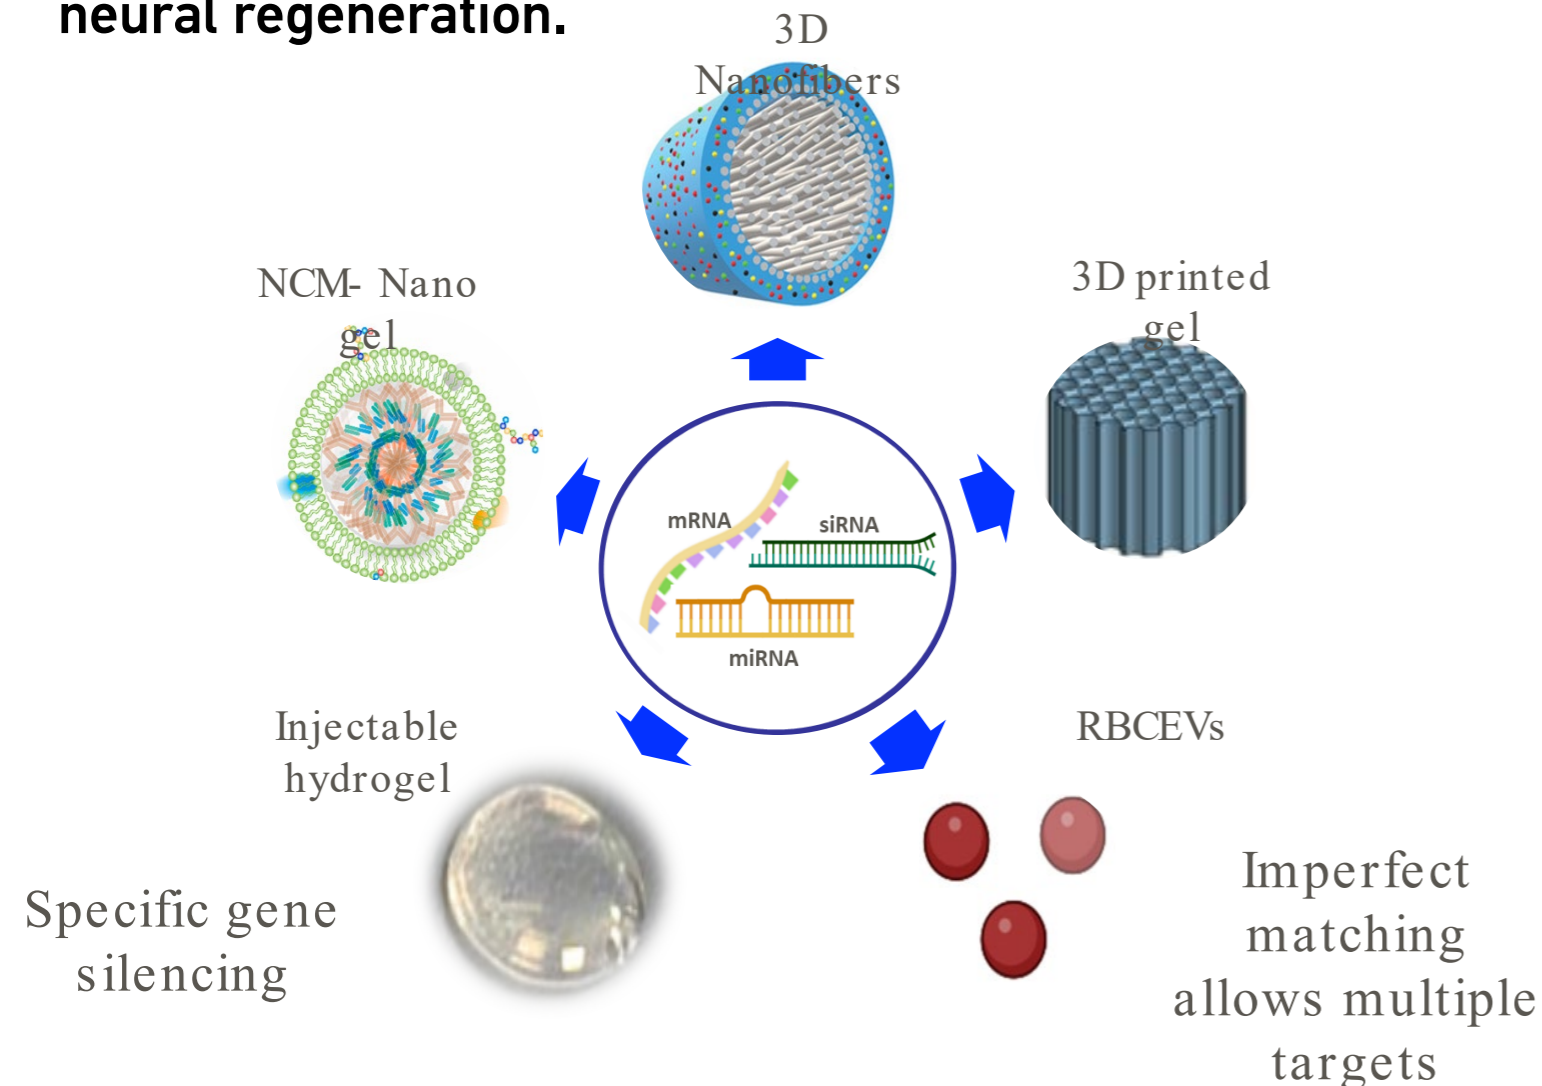 neural regeneration.
3D
Nanofibers
NCM- Nano
gel
3D printed
gel
mRNA
siRNA
miRNA
Injectable
hydrogel
RBCEVs
Specific gene
silencing
Imperfect
matching
allows multiple
targets